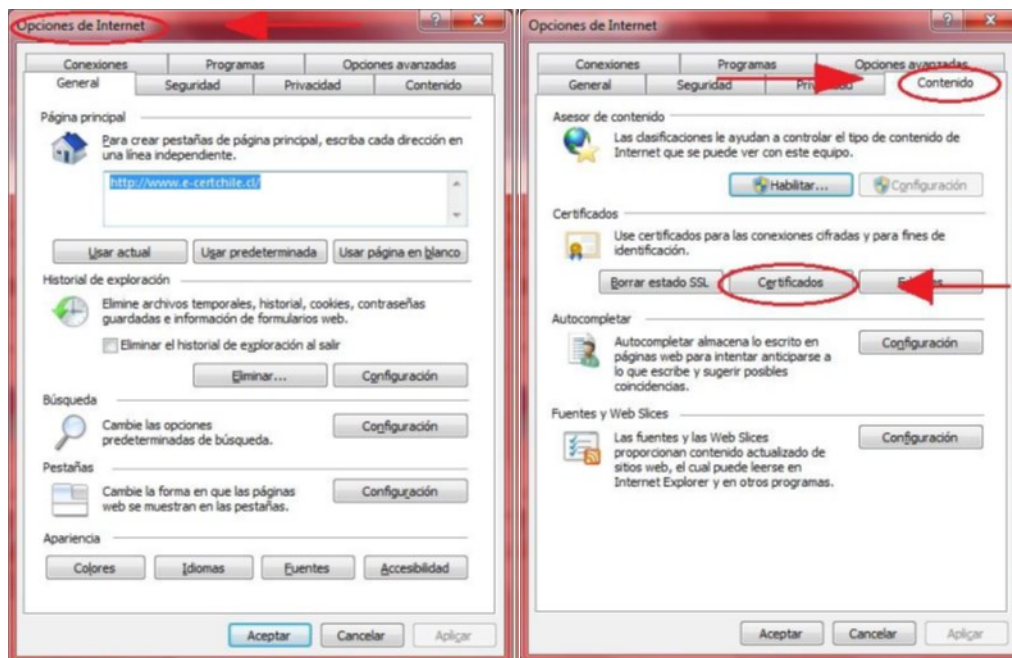 Opciones de Internet
Conexiones
Programas
Opciones avanzadas
General
Seguridad
Privacidad
Contenido
Página principal
Para crear pestañas de página principal, escriba cada dirección en
una línea independiente.
http://www.e-certchile.cl/
Usar actual
Usar predeterminada
Usar página en blanco
Historial de exploración
Elimine archivos temporales, historial, cookies, contraseñas
guardadas e información de formularios web.
Eliminar el historial de exploración al salir
Eliminar...
Configuración
Búsqueda
Cambie las opciones
predeterminadas de búsqueda.
Configuración
Pestañas
Cambie la forma en que las páginas
web se muestran en las pestañas.
Configuración
Apariencia
Colores
Idiomas
Fuentes
Accesibilidad
Aceptar
Cancelar
Aplicar
Opciones de Internet
Conexiones
Programas
Opciones avanzadas
General
Seguridad
Contenido
Asesor de contenido
Las clasificaciones le ayudan a controlar el tipo de contenido de
Internet que se puede ver con este equipo.
Habilitar...
Configuración
Certificados
Use certificados para las conexiones cifradas y para fines de
identificación.
Borrar estado SSL
Certificados
Autocompletar
Autocompletar almacena lo escrito en
páginas web para intentar anticiparse a
lo que escribe y sugerir posibles
coincidencias.
Configuración
Fuentes y Web Slices
Las fuentes y las Web Slices
proporcionan contenido actualizado de
sitios web, el cual puede leerse en
Internet Explorer y en otros programas.
Configuración
Aceptar
Cancelar
Aplicar